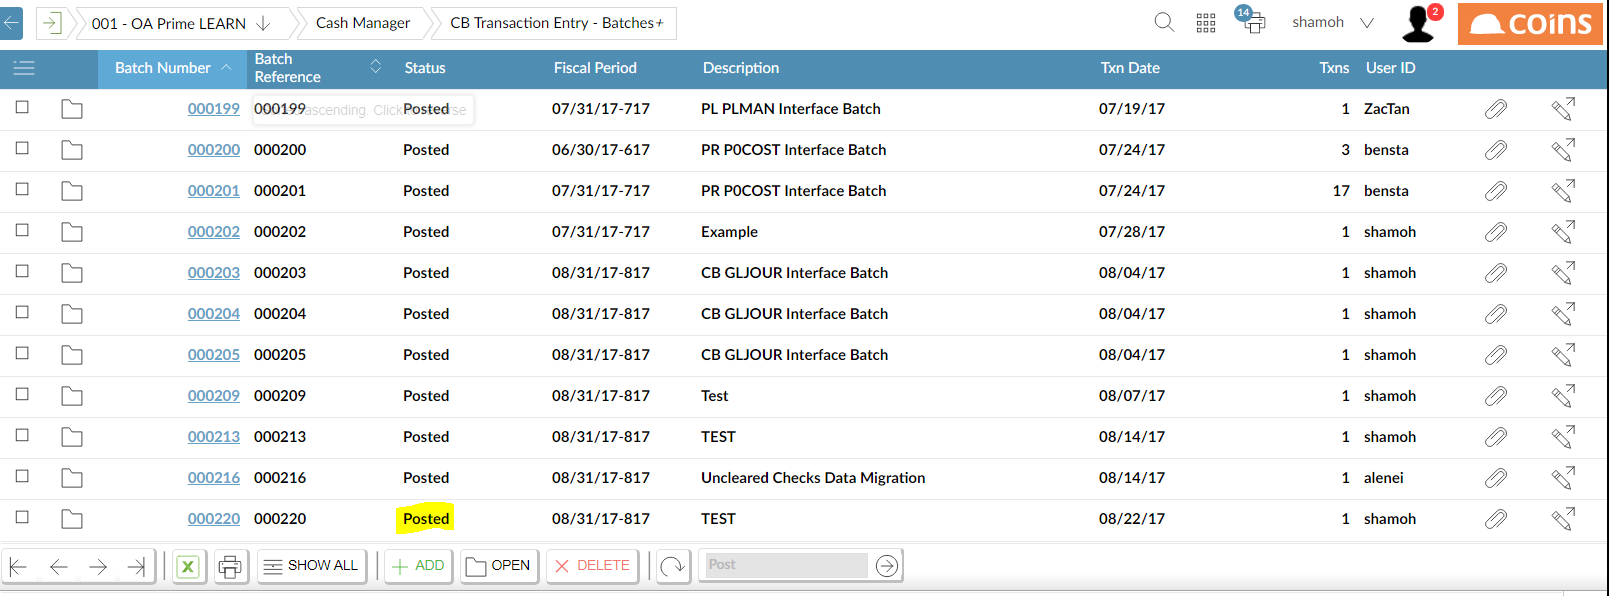 001 - OA Prime LEARN Cash Manager CB Transaction Entry - Batches+ 14 shamoh 2 coins
Batch Number Batch Reference Status Fiscal Period Description Txn Date Txns User ID
000199 000199 Posted 07/31/17-717 PL PLMAN Interface Batch 07/19/17 1 ZacTan
000200 000200 Posted 06/30/17-617 PR P0COST Interface Batch 07/24/17 3 bensta
000201 000201 Posted 07/31/17-717 PR P0COST Interface Batch 07/24/17 17 bensta
000202 000202 Posted 07/31/17-717 Example 07/28/17 1 shamoh
000203 000203 Posted 08/31/17-817 CB GLJOUR Interface Batch 08/04/17 1 shamoh
000204 000204 Posted 08/31/17-817 CB GLJOUR Interface Batch 08/04/17 1 shamoh
000205 000205 Posted 08/31/17-817 CB GLJOUR Interface Batch 08/04/17 1 shamoh
000209 000209 Posted 08/31/17-817 Test 08/07/17 1 shamoh
000213 000213 Posted 08/31/17-817 TEST 08/14/17 1 shamoh
000216 000216 Posted 08/31/17-817 Uncleared Checks Data Migration 08/14/17 1 alenei
000220 000220 Posted 08/31/17-817 TEST 08/22/17 1 shamoh
SHOW ALL ADD OPEN DELETE Post